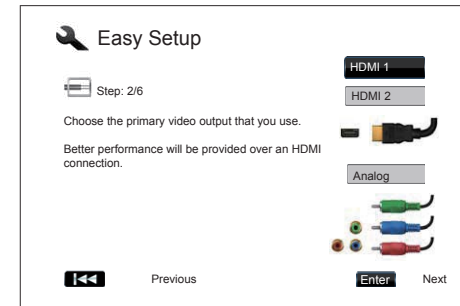 Easy Setup
HDMI 1
Step: 2/6
HDMI 2
Choose the primary video output that you use.
Better performance will be provided over an HDMI
connection.
Analog
Previous
Enter
Next